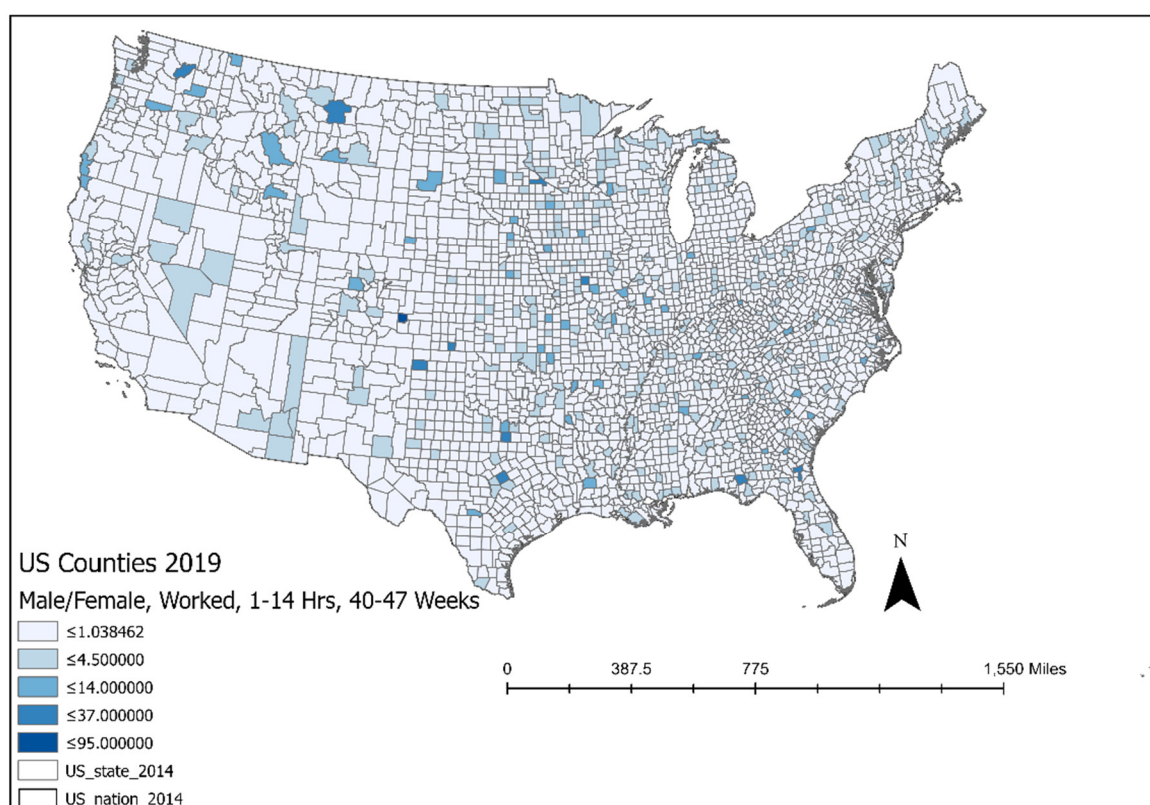 N
US Counties 2019
Male/Female, Worked, 1-14 Hrs, 40-47 Weeks
≤1.038462
≤4.500000
≤14.000000
≤37.000000
≤95.000000
US_state_2014
US_nation_2014
0 387.5 775 1,550 Miles